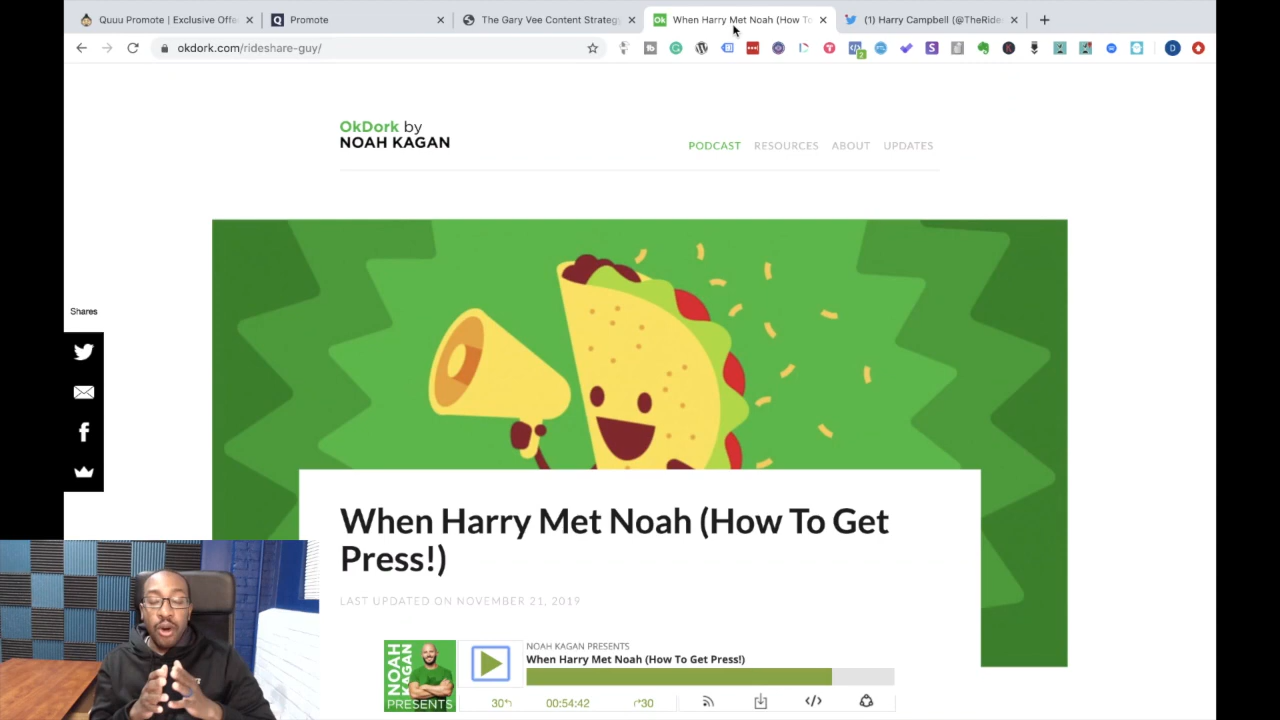 Quuu Promote | Exclusive Offe
Promote
The Gary Vee Content Strategy
Ok When Harry Met Noah (How To
(1) Harry Campbell (@TheRide
okdork.com/rideshare-guy/
2
D
OkDork by
NOAH KAGAN
PODCAST RESOURCES ABOUT UPDATES
Shares
When Harry Met Noah (How To Get
Press!)
LAST UPDATED ON NOVEMBER 21, 2019
NOAH
KAGAN
PRESENTS
NOAH KAGAN PRESENTS
When Harry Met Noah (How To Get Press!)
30 00:54:42 30